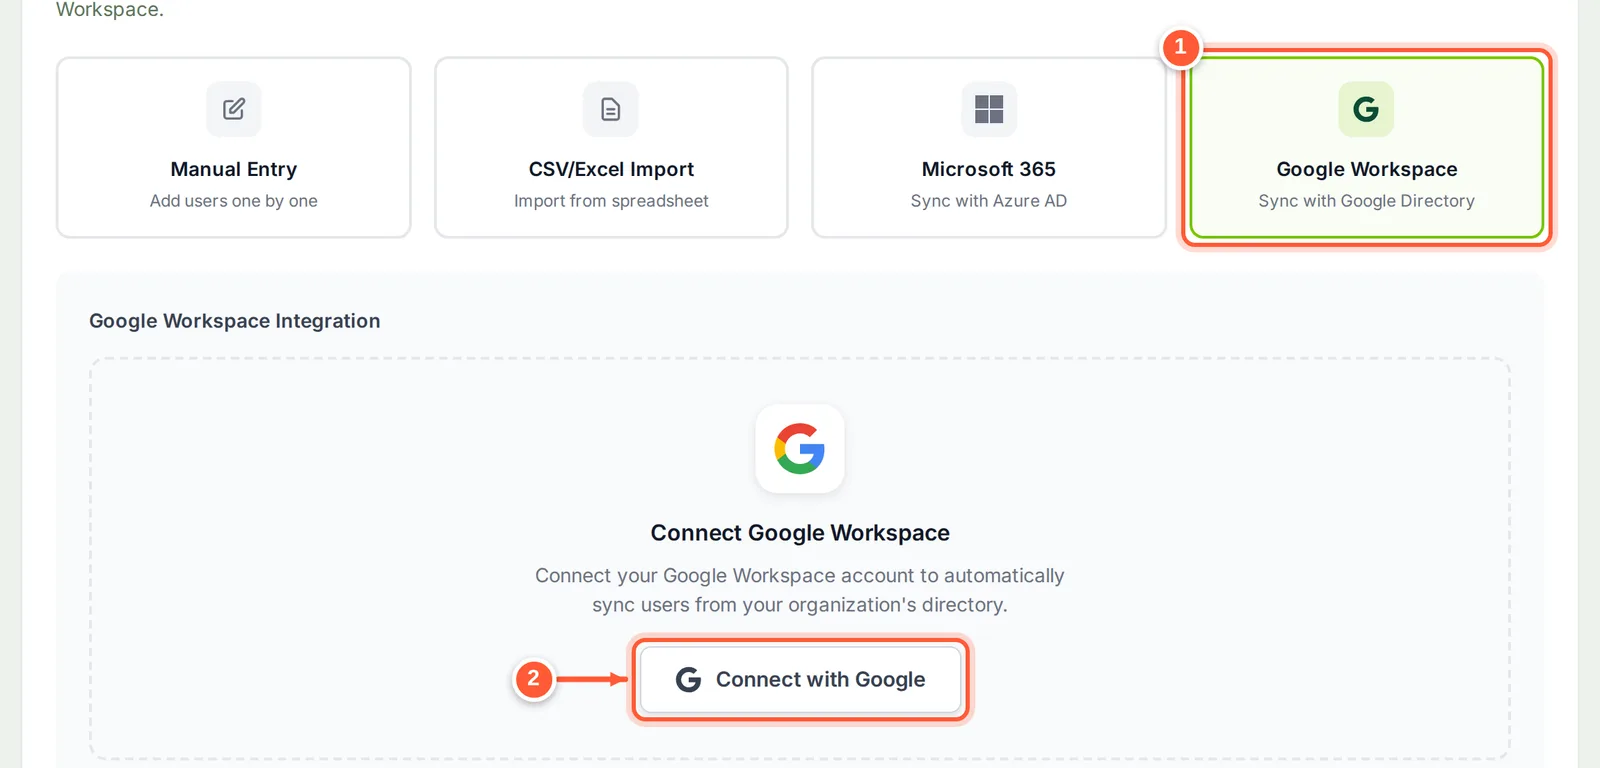 Workspace.
1
Manual Entry
Add users one by one
CSV/Excel Import
Import from spreadsheet
Microsoft 365
Sync with Azure AD
Google Workspace
Sync with Google Directory
Google Workspace Integration
Connect Google Workspace
Connect your Google Workspace account to automatically
sync users from your organization's directory.
2
Connect with Google